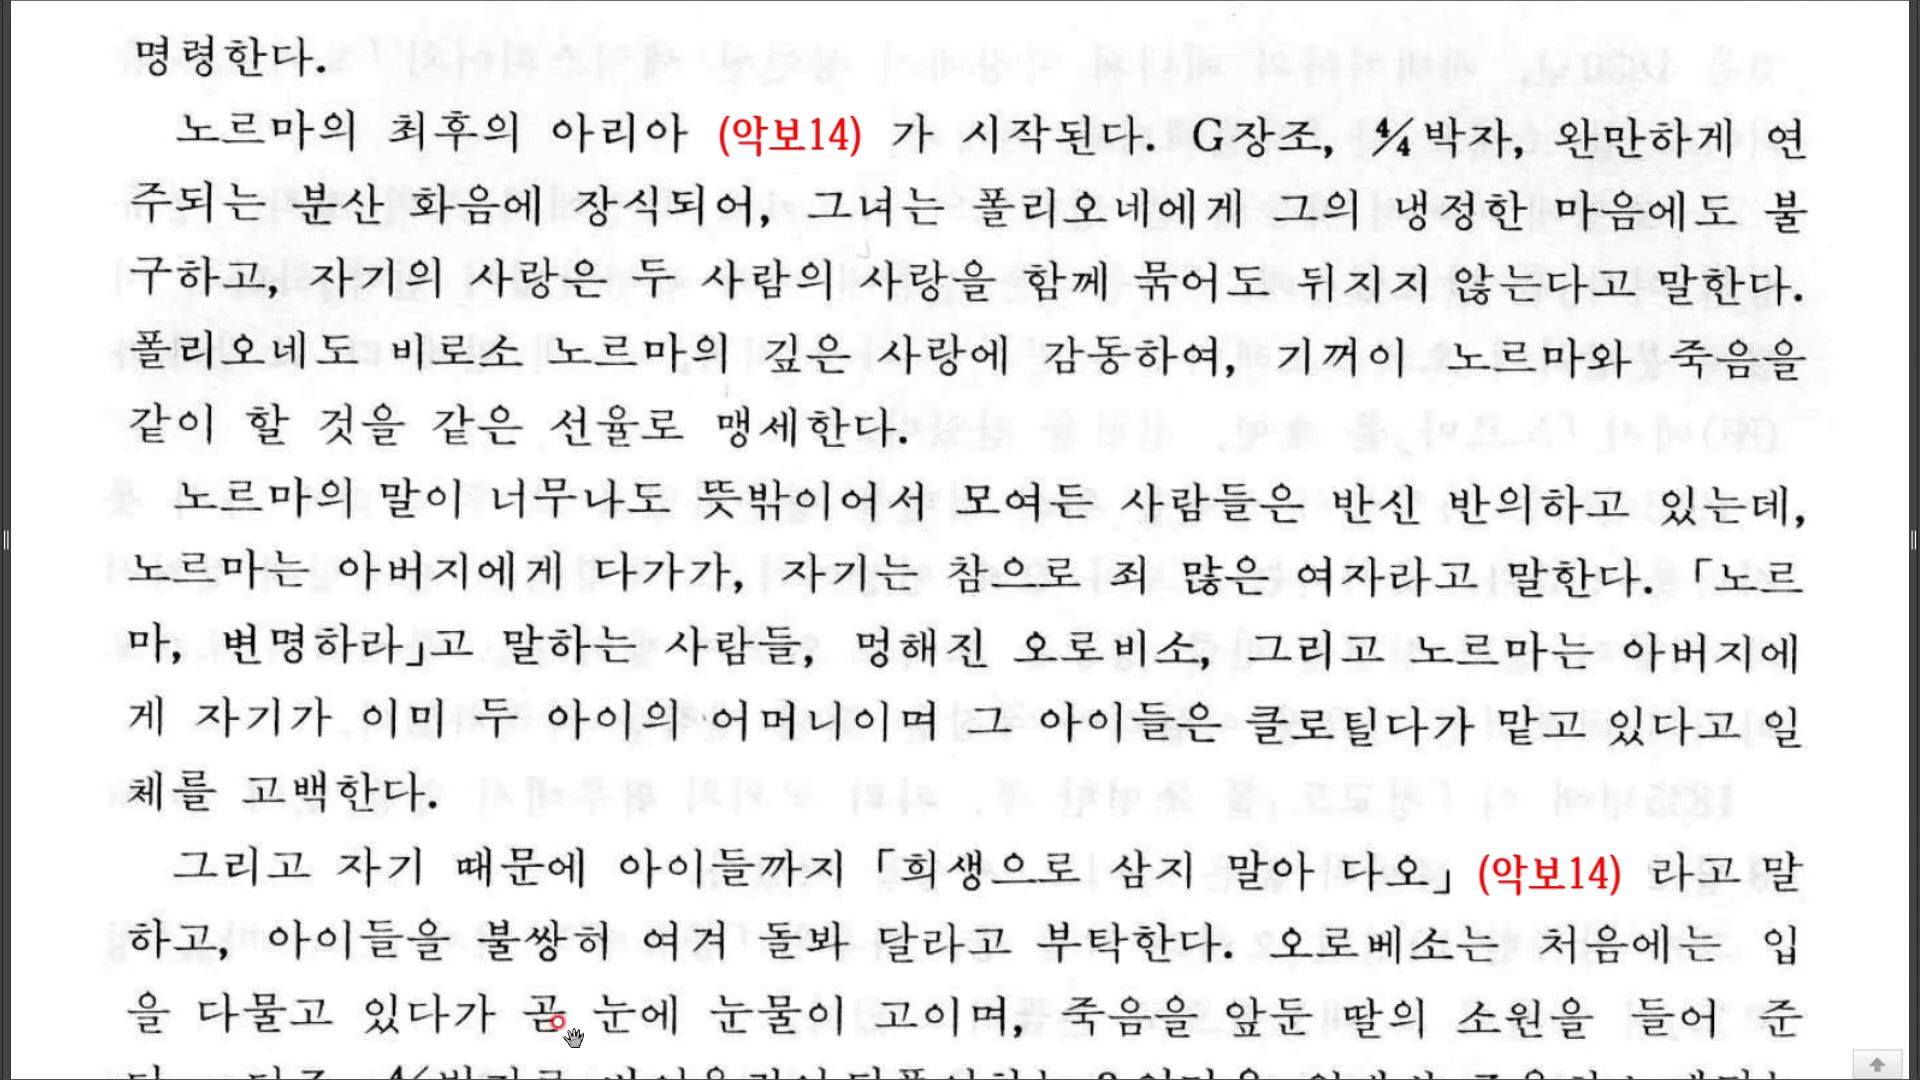 명령한다.
노르마의 최후의 아리아 (악보14) 가 시작된다. G장조, 4/4박자, 완만하게 연
주되는 분산 화음에 장식되어, 그녀는 폴리오네에게 그의 냉정한 마음에도 불
구하고, 자기의 사랑은 두 사람의 사랑을 함께 묶어도 뒤지지 않는다고 말한다.
폴리오네도 비로소 노르마의 깊은 사랑에 감동하여, 기꺼이 노르마와 죽음을
같이 할 것을 같은 선율로 맹세한다.
노르마의 말이 너무나도 뜻밖이어서 모여든 사람들은 반신 반의하고 있는데,
노르마는 아버지에게 다가가, 자기는 참으로 죄 많은 여자라고 말한다. 「노르
마, 변명하라」고 말하는 사람들, 멍해진 오로비소, 그리고 노르마는 아버지에
게 자기가 이미 두 아이의 어머니이며 그 아이들은 클로틸다가 맡고 있다고 일
체를 고백한다.
그리고 자기 때문에 아이들까지 「희생으로 삼지 말아 다오」 (악보14) 라고 말
하고, 아이들을 불쌍히 여겨 돌봐 달라고 부탁한다. 오로베소는 처음에는 입
을 다물고 있다가 곧 눈에 눈물이 고이며, 죽음을 앞둔 딸의 소원을 들어 준